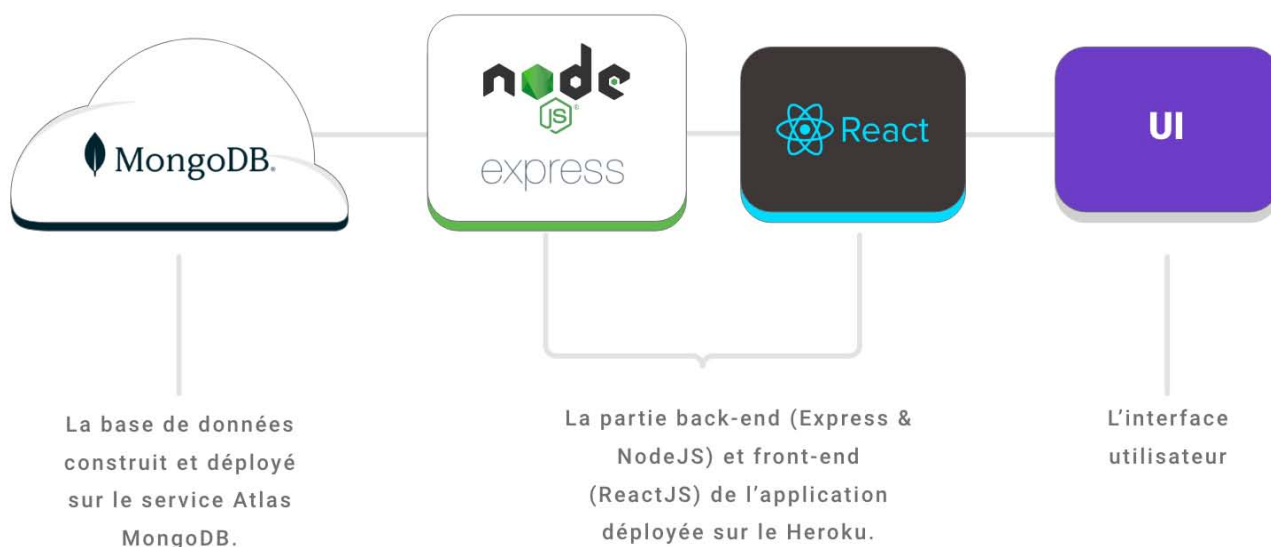 MongoDB.
node
JS
express
React
UI
La base de données
construit et déployé
sur le service Atlas
MongoDB.
La partie back-end (Express &
NodeJS) et front-end
(ReactJS) de l’application
déployée sur le Heroku.
L’interface
utilisateur